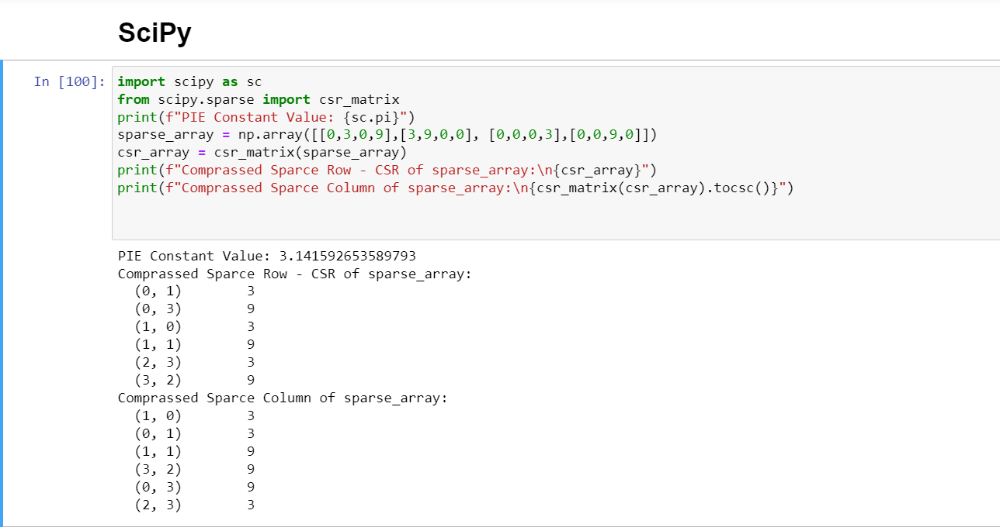 SciPy
In [100]:
import scipy as sc
from scipy.sparse import csr_matrix
print(f"PIE Constant Value: {sc.pi}")
sparse_array = np.array([[0,3,0,9],[3,9,0,0], [0,0,0,3],[0,0,9,0]])
csr_array = csr_matrix(sparse_array)
print(f"Comprassed Sparce Row - CSR of sparse_array:\n{csr_array}")
print(f"Comprassed Sparce Column of sparse_array:\n{csr_matrix(csr_array).tocsc()}")
PIE Constant Value: 3.141592653589793
Comprassed Sparce Row - CSR of sparse_array:
  (0, 1)        3
  (0, 3)        9
  (1, 0)        3
  (1, 1)        9
  (2, 3)        3
  (3, 2)        9
Comprassed Sparce Column of sparse_array:
  (1, 0)        3
  (0, 1)        3
  (1, 1)        9
  (3, 2)        9
  (0, 3)        9
  (2, 3)        3